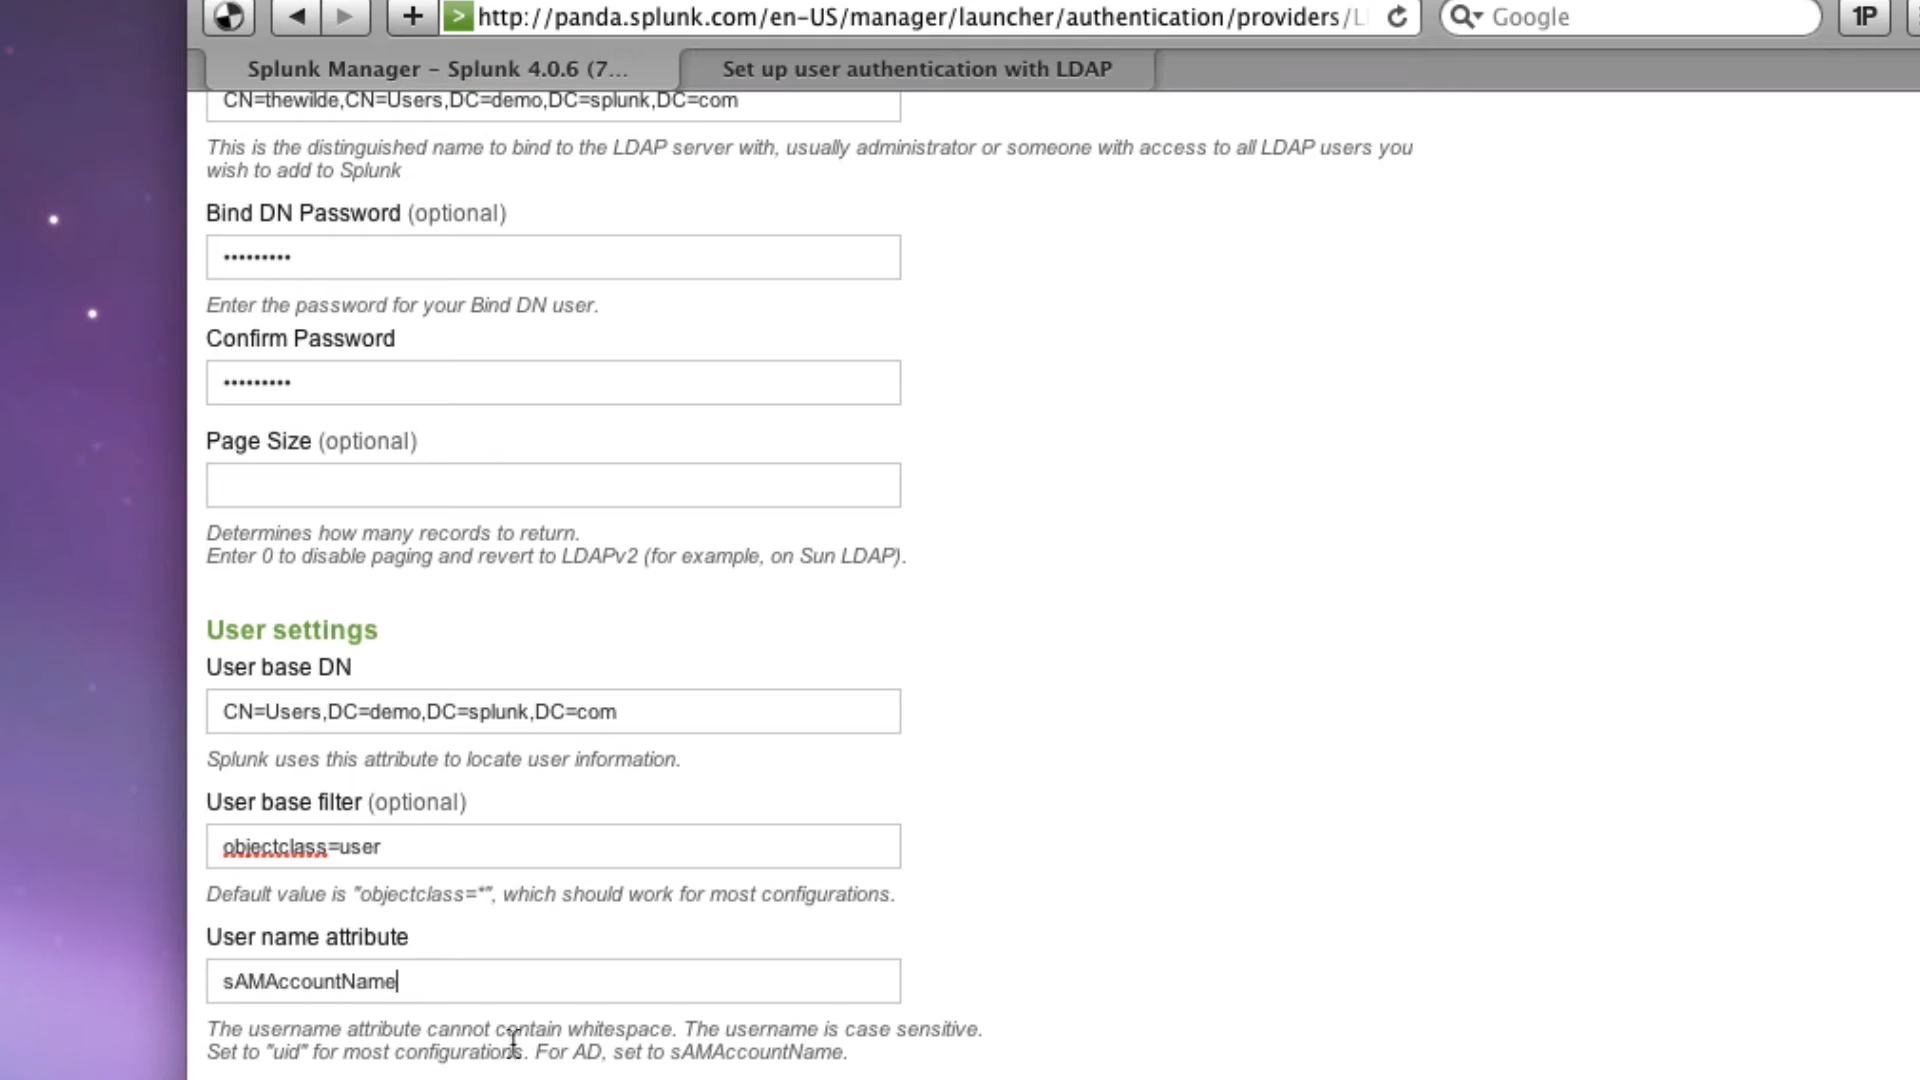 http://panda.splunk.com/en-US/manager/launcher/authentication/providers/L
Google
1P
Splunk Manager – Splunk 4.0.6 (7...
Set up user authentication with LDAP
CN=thewilde,CN=Users,DC=demo,DC=splunk,DC=com
This is the distinguished name to bind to the LDAP server with, usually administrator or someone with access to all LDAP users you
wish to add to Splunk
Bind DN Password (optional)
•••••••••
Enter the password for your Bind DN user.
Confirm Password
•••••••••
Page Size (optional)
Determines how many records to return.
Enter 0 to disable paging and revert to LDAPv2 (for example, on Sun LDAP).
User settings
User base DN
CN=Users,DC=demo,DC=splunk,DC=com
Splunk uses this attribute to locate user information.
User base filter (optional)
objectclass=user
Default value is "objectclass=*", which should work for most configurations.
User name attribute
sAMAccountName
The username attribute cannot contain whitespace. The username is case sensitive.
Set to "uid" for most configurations. For AD, set to sAMAccountName.